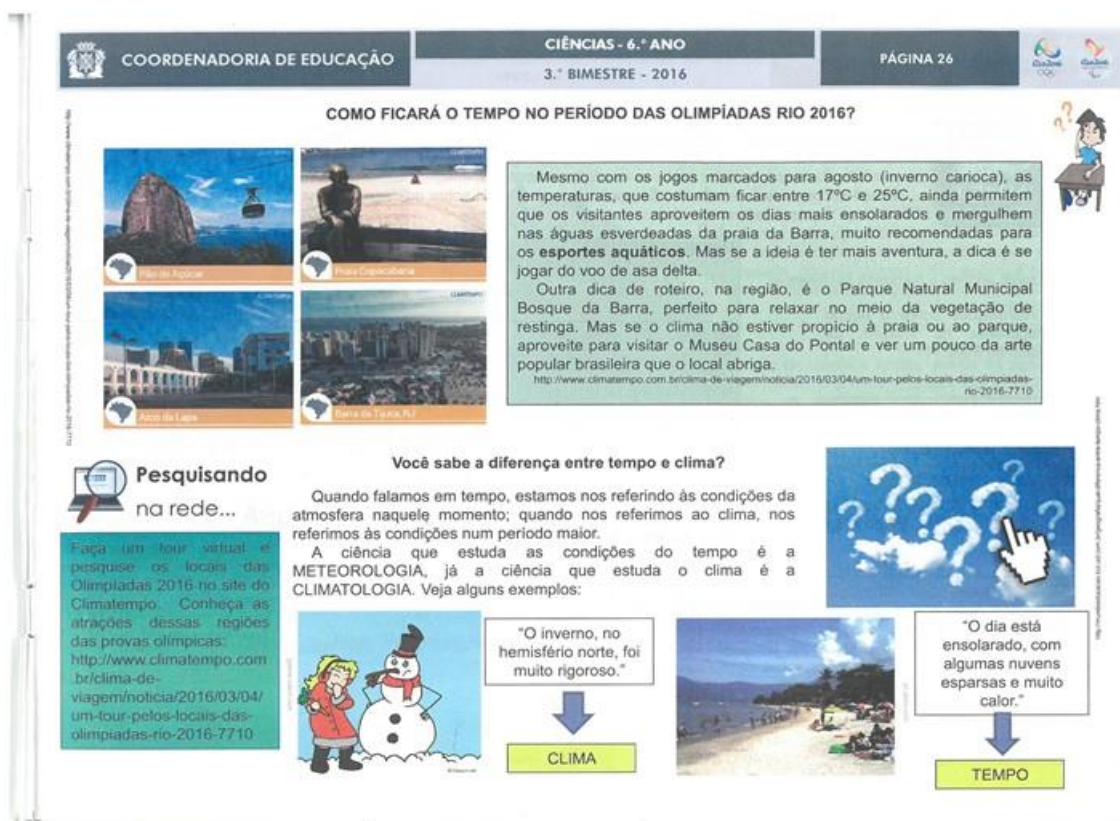 COORDENADORIA DE EDUCAÇÃO
CIÊNCIAS - 6.° ANO
3.° BIMESTRE - 2016
PÁGINA 26
COMO FICARÁ O TEMPO NO PERÍODO DAS OLIMPÍADAS RIO 2016?
Pão de Açúcar
Praia Copacabana
Arco da Lapa
Barra da Tijuca, RJ
Mesmo com os jogos marcados para agosto (inverno carioca), as
temperaturas, que costumam ficar entre 17ºC e 25ºC, ainda permitem
que os visitantes aproveitem os dias mais ensolarados e mergulhem
nas águas esverdeadas da praia da Barra, muito recomendadas para
os esportes aquáticos. Mas se a ideia é ter mais aventura, a dica é se
jogar do voo de asa delta.
Outra dica de roteiro, na região, é o Parque Natural Municipal
Bosque da Barra, perfeito para relaxar no meio da vegetação de
restinga. Mas se o clima não estiver propício à praia ou ao parque,
aproveite para visitar o Museu Casa do Pontal e ver um pouco da arte
popular brasileira que o local abriga.
http://www.climatempo.com.br/clima-de-viagem/noticia/2016/03/04/um-tour-pelos-locais-das-olimpiadas-
rio-2016-7710
Pesquisando
na rede...
Faça um tour virtual e
pesquise os locais das
Olimpíadas 2016 no site do
Climatempo. Conheça as
atrações dessas regiões
das provas olímpicas:
http://www.climatempo.com
.br/clima-de-
viagem/noticia/2016/03/04/
um-tour-pelos-locais-das-
olimpiadas-rio-2016-7710
Você sabe a diferença entre tempo e clima?
Quando falamos em tempo, estamos nos referindo às condições da
atmosfera naquele momento; quando nos referimos ao clima, nos
referimos às condições num período maior.
A ciência que estuda as condições do tempo é a
METEOROLOGIA, já a ciência que estuda o clima é a
CLIMATOLOGIA. Veja alguns exemplos:
"O inverno, no
hemisfério norte, foi
muito rigoroso."
CLIMA
"O dia está
ensolarado, com
algumas nuvens
esparsas e muito
calor."
TEMPO